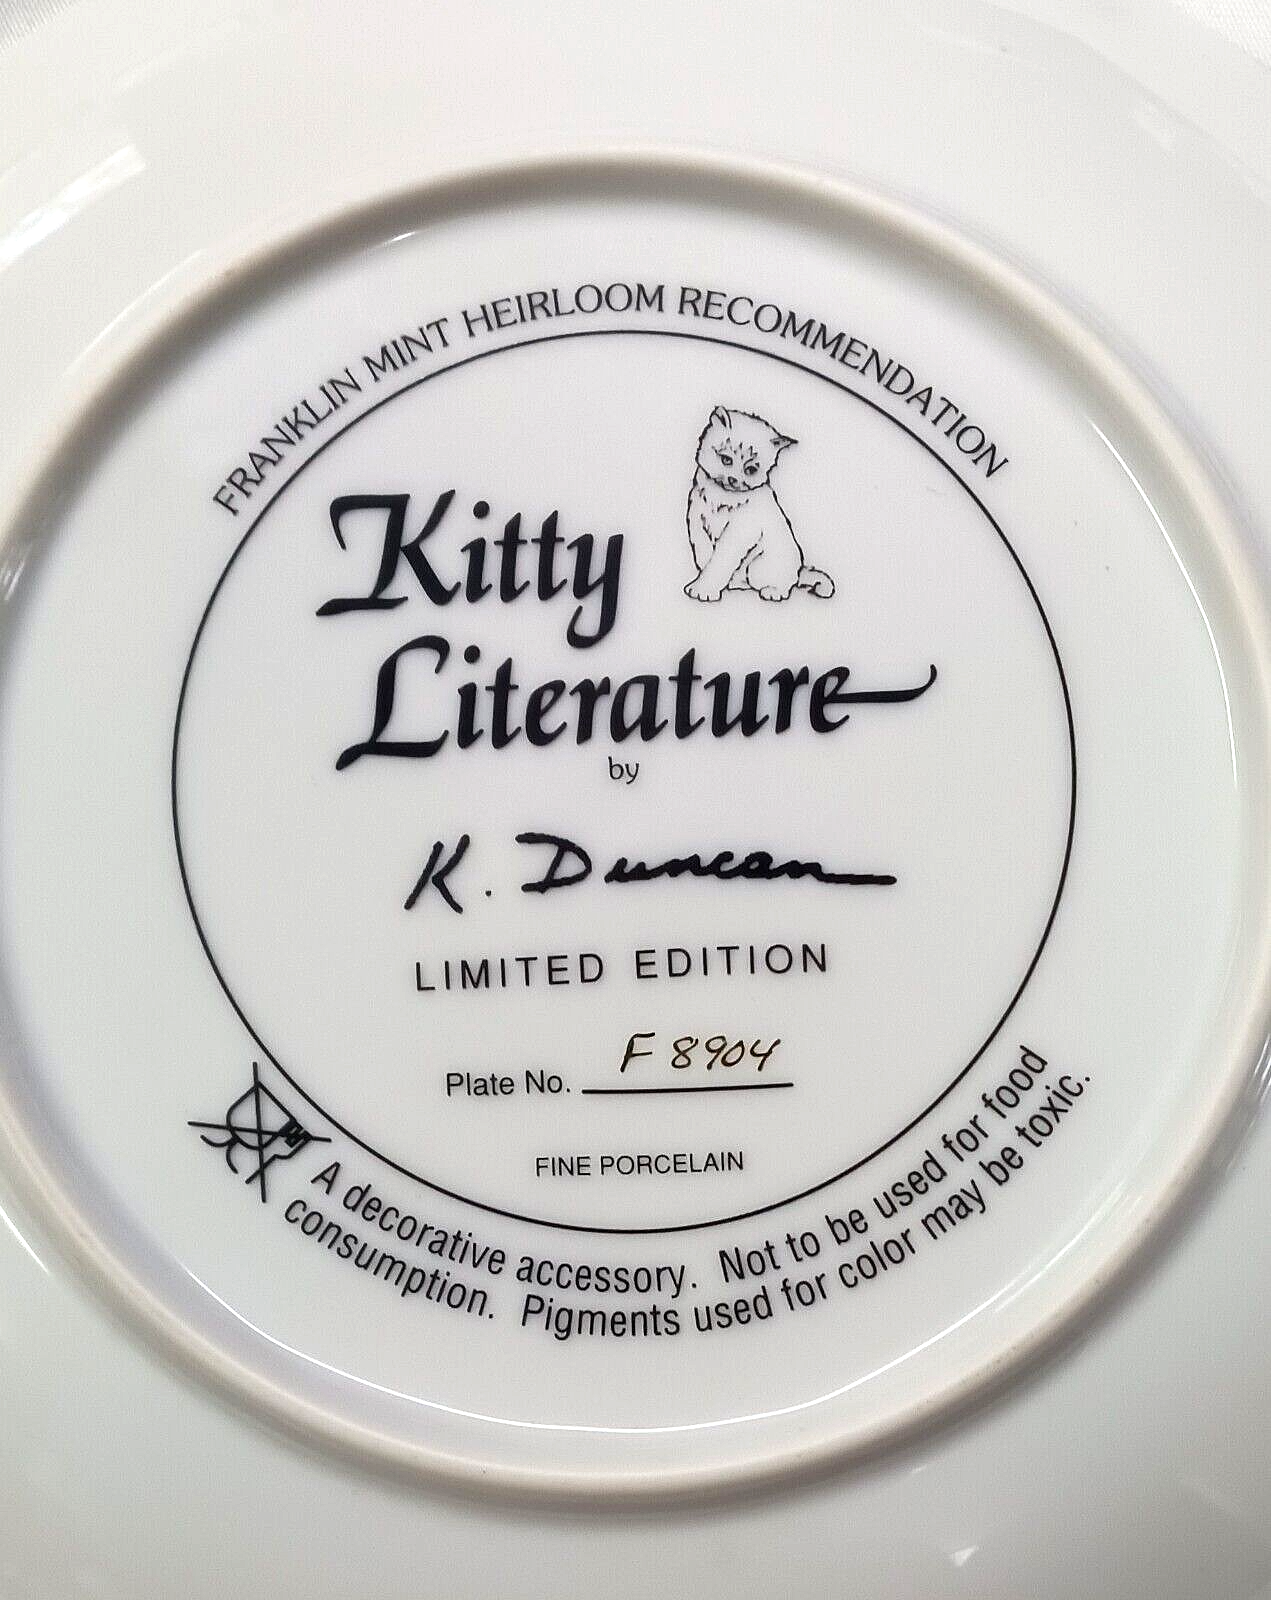 FRANKLIN MINT HEIRLOOM RECOMMENDATION
Kitty
Literature
by
K. Duncan
LIMITED EDITION
Plate No. F8904
FINE PORCELAIN
A decorative accessory. Not to be used for food
consumption. Pigments used for color may be toxic.